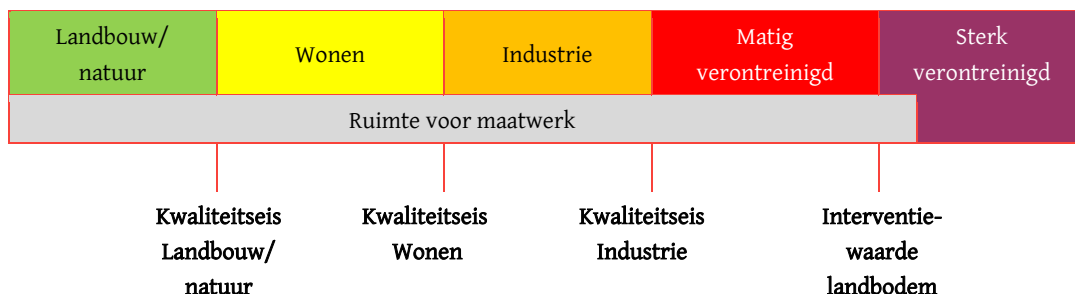 Landbouw/
natuur
Wonen
Industrie
Matig
verontreinigd
Sterk
verontreinigd
Ruimte voor maatwerk
Kwaliteitseis
Landbouw/
natuur
Kwaliteitseis
Wonen
Kwaliteitseis
Industrie
Interventie-
waarde
landbodem